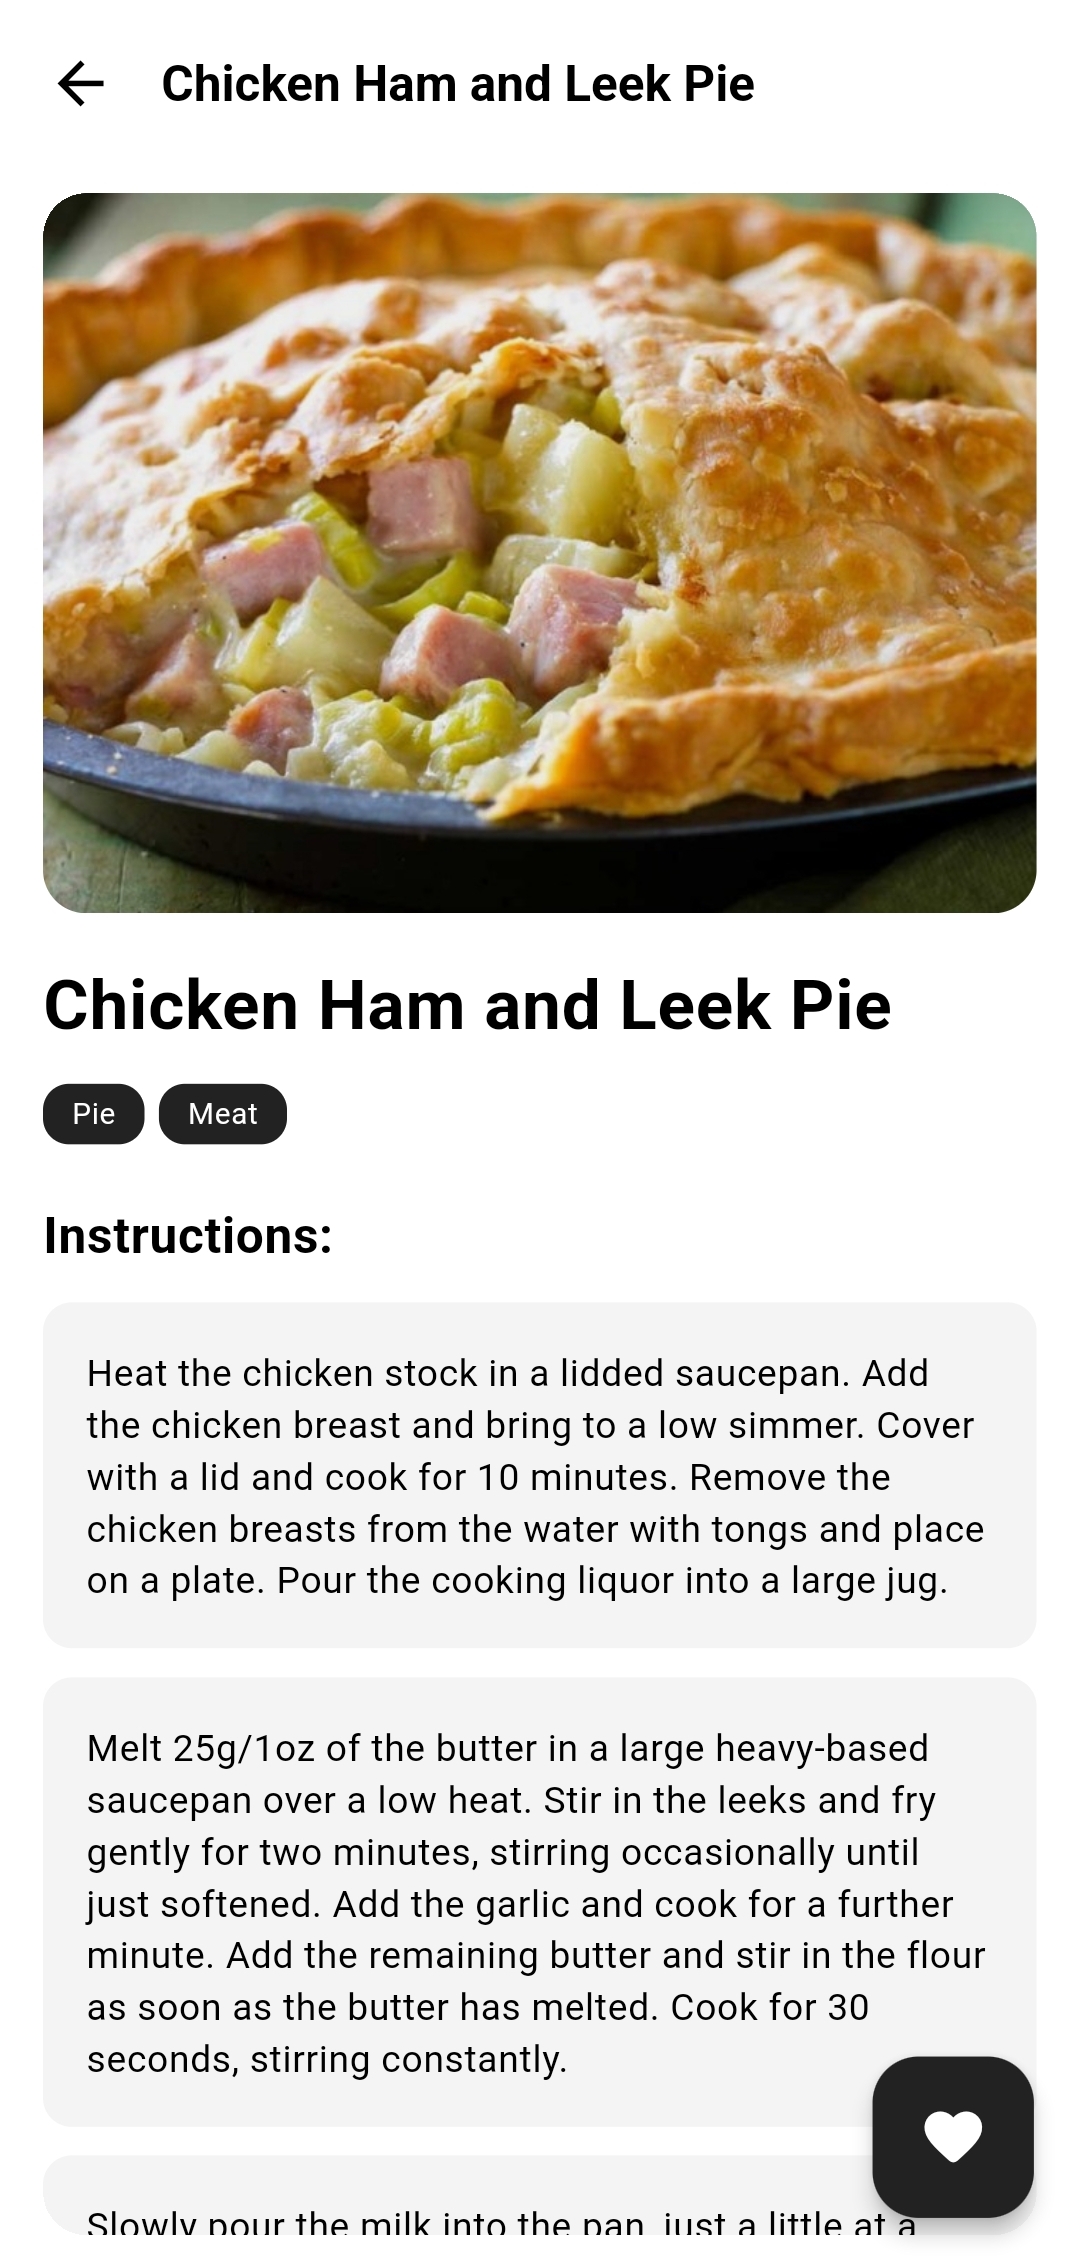 Chicken Ham and Leek Pie
Chicken Ham and Leek Pie
Pie Meat
Instructions:
Heat the chicken stock in a lidded saucepan. Add
the chicken breast and bring to a low simmer. Cover
with a lid and cook for 10 minutes. Remove the
chicken breasts from the water with tongs and place
on a plate. Pour the cooking liquor into a large jug.
Melt 25g/1oz of the butter in a large heavy-based
saucepan over a low heat. Stir in the leeks and fry
gently for two minutes, stirring occasionally until
just softened. Add the garlic and cook for a further
minute. Add the remaining butter and stir in the flour
as soon as the butter has melted. Cook for 30
seconds, stirring constantly.
Slowly pour the milk into the pan, just a little at a